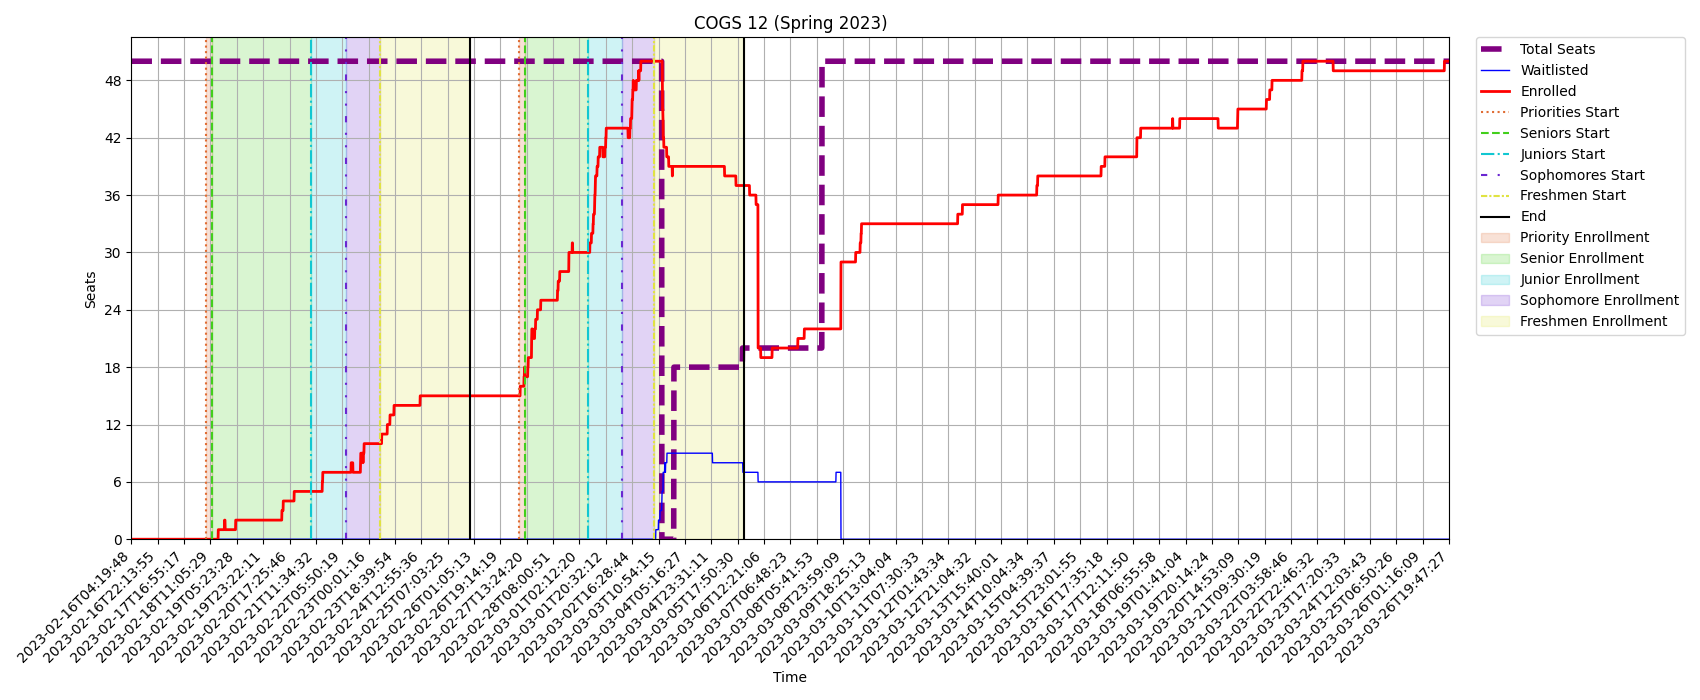 COGS 12 (Spring 2023)
Seats
48
42
36
30
24
18
12
6
0
2023-02-16T04:19:48
2023-02-16T22:13:55
2023-02-17T16:55:17
2023-02-18T11:05:29
2023-02-19T05:23:28
2023-02-19T23:22:11
2023-02-20T17:25:46
2023-02-21T11:34:32
2023-02-22T05:50:19
2023-02-23T00:01:16
2023-02-23T18:39:54
2023-02-24T12:55:36
2023-02-25T07:03:25
2023-02-26T01:05:13
2023-02-26T19:14:19
2023-02-27T13:24:20
2023-02-28T08:00:51
2023-03-01T02:12:20
2023-03-01T20:32:12
2023-03-02T16:28:44
2023-03-03T10:54:15
2023-03-04T05:16:27
2023-03-04T23:31:11
2023-03-05T17:50:30
2023-03-06T12:21:06
2023-03-07T06:48:23
2023-03-08T05:41:53
2023-03-08T23:59:09
2023-03-09T18:25:13
2023-03-10T13:04:04
2023-03-11T07:30:33
2023-03-12T01:43:34
2023-03-12T21:04:32
2023-03-13T15:40:01
2023-03-14T10:04:34
2023-03-15T04:39:37
2023-03-15T23:01:55
2023-03-16T17:35:18
2023-03-17T12:11:50
2023-03-18T06:55:58
2023-03-19T01:41:04
2023-03-19T20:14:24
2023-03-20T14:53:09
2023-03-21T09:30:19
2023-03-22T03:58:46
2023-03-22T22:46:32
2023-03-23T17:20:33
2023-03-24T12:03:43
2023-03-25T06:50:26
2023-03-26T01:16:09
2023-03-26T19:47:27
Time
Total Seats
Waitlisted
Enrolled
Priorities Start
Seniors Start
Juniors Start
Sophomores Start
Freshmen Start
End
Priority Enrollment
Senior Enrollment
Junior Enrollment
Sophomore Enrollment
Freshmen Enrollment